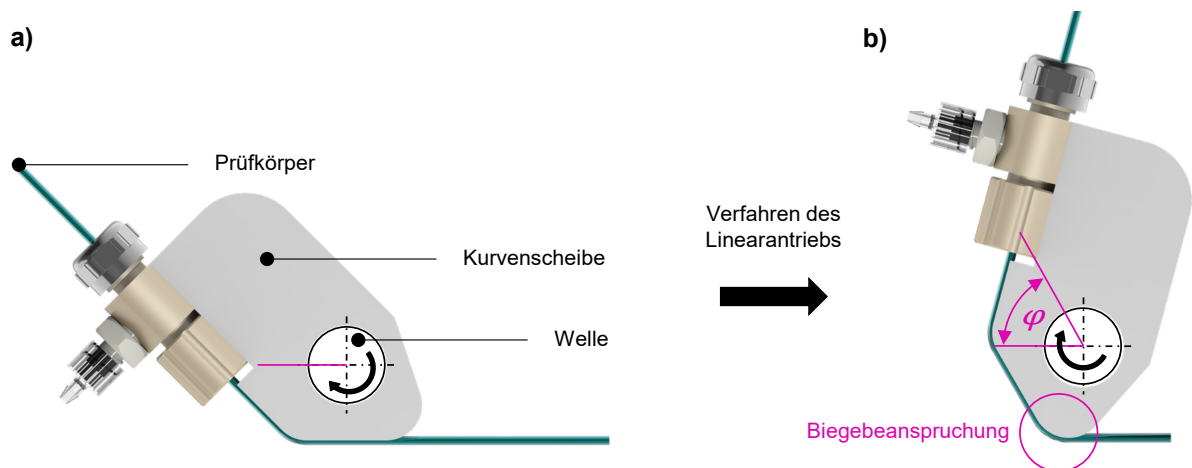 a)
Prüfkörper
Kurvenscheibe
Welle
Verfahren des
Linearantriebs
b)
φ
Biegebeanspruchung